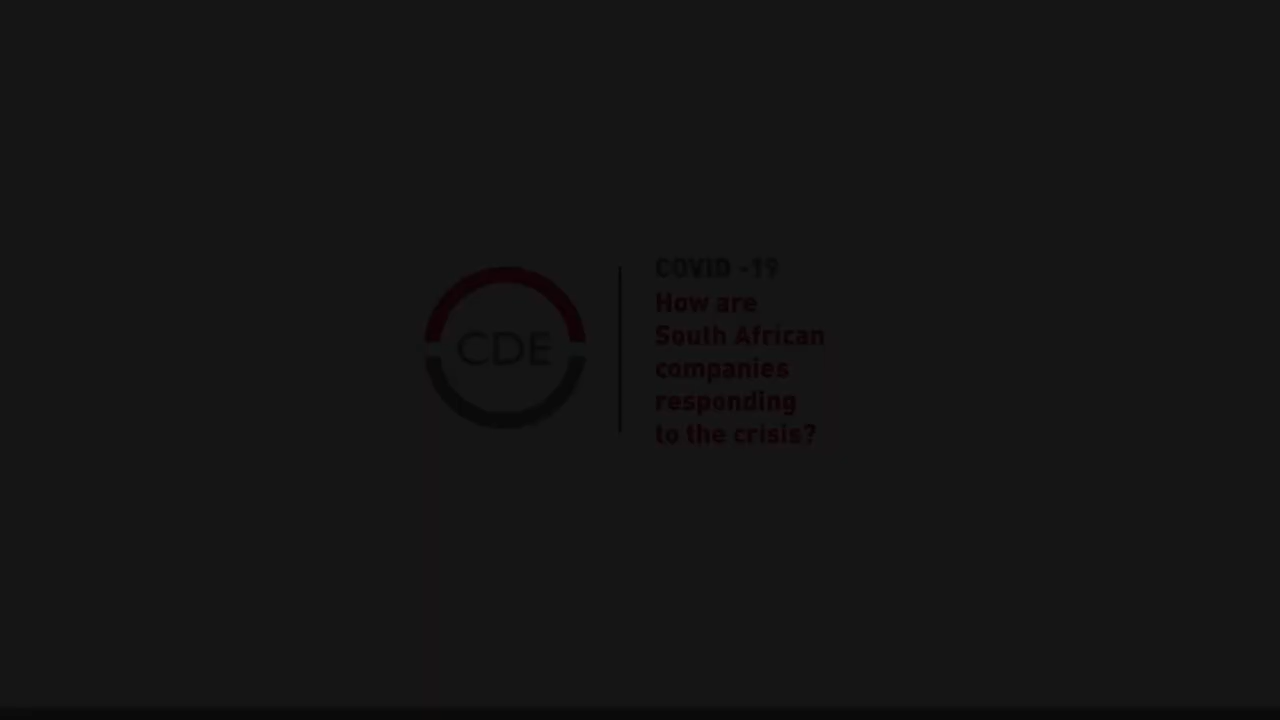 CDE
COVID -19
How are
South African
companies
responding
to the crisis?